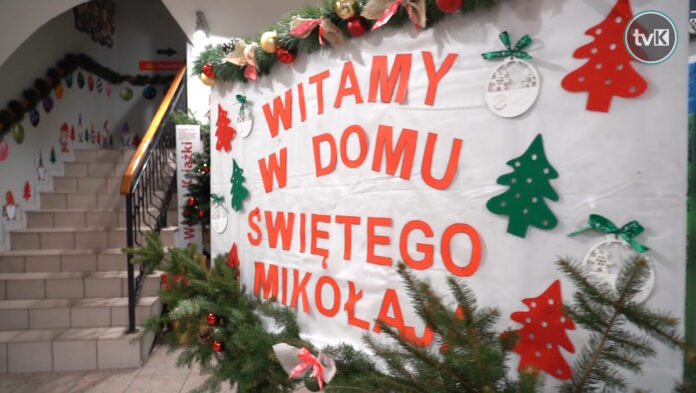 tvK
WITAMY
W DOMU
ŚWIĘTEGO
MIKOŁAJA